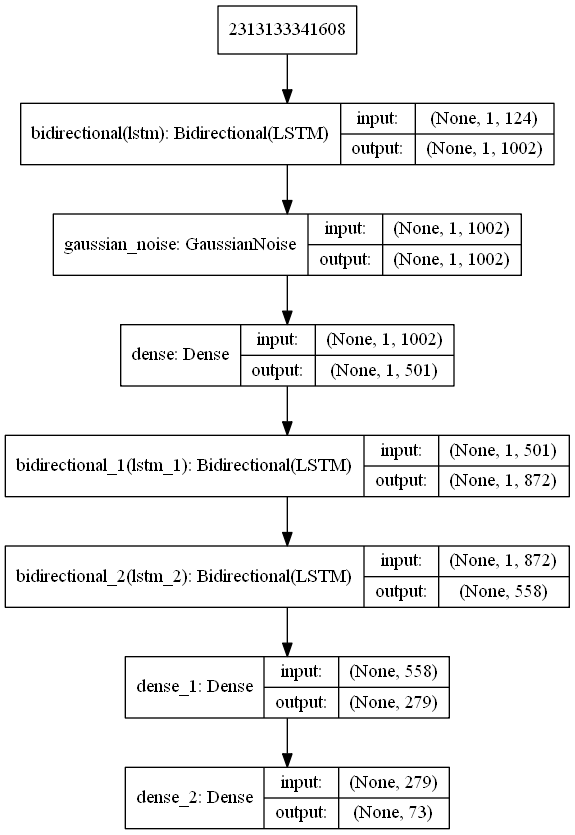 2313133341608
bidirectional(lstm): Bidirectional(LSTM)
input: (None, 1, 124)
output: (None, 1, 1002)
gaussian_noise: GaussianNoise
input: (None, 1, 1002)
output: (None, 1, 1002)
dense: Dense
input: (None, 1, 1002)
output: (None, 1, 501)
bidirectional_1(lstm_1): Bidirectional(LSTM)
input: (None, 1, 501)
output: (None, 1, 872)
bidirectional_2(lstm_2): Bidirectional(LSTM)
input: (None, 1, 872)
output: (None, 558)
dense_1: Dense
input: (None, 558)
output: (None, 279)
dense_2: Dense
input: (None, 279)
output: (None, 73)